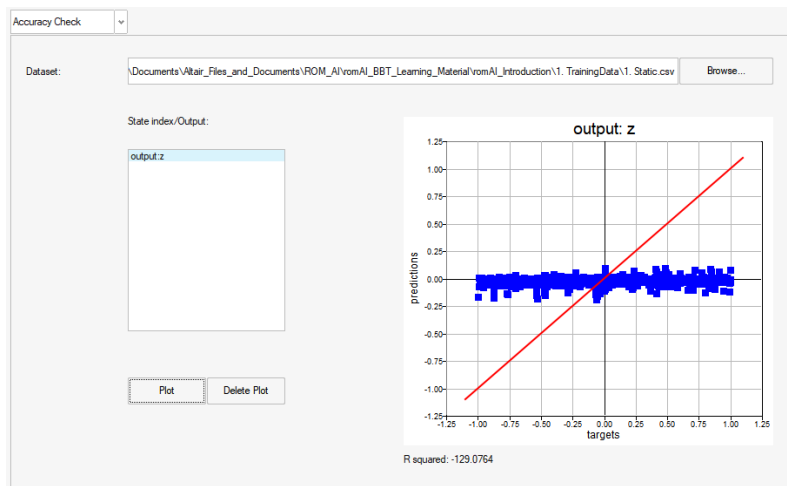 Accuracy Check
Dataset:
\Documents\Altair_Files_and_Documents\ROM_AI\romAI_BBT_Learning_Material\romAI_Introduction\1. TrainingData\1. Static.csv
Browse...
State index/Output:
output:z
Plot
Delete Plot
output: z
1.25
1.00
0.75
0.50
0.25
0.00
-0.25
-0.50
-0.75
-1.00
-1.25
predictions
-1.25 -1.00 -0.75 -0.50 -0.25 0.00 0.25 0.50 0.75 1.00 1.25
targets
R squared: -129.0764